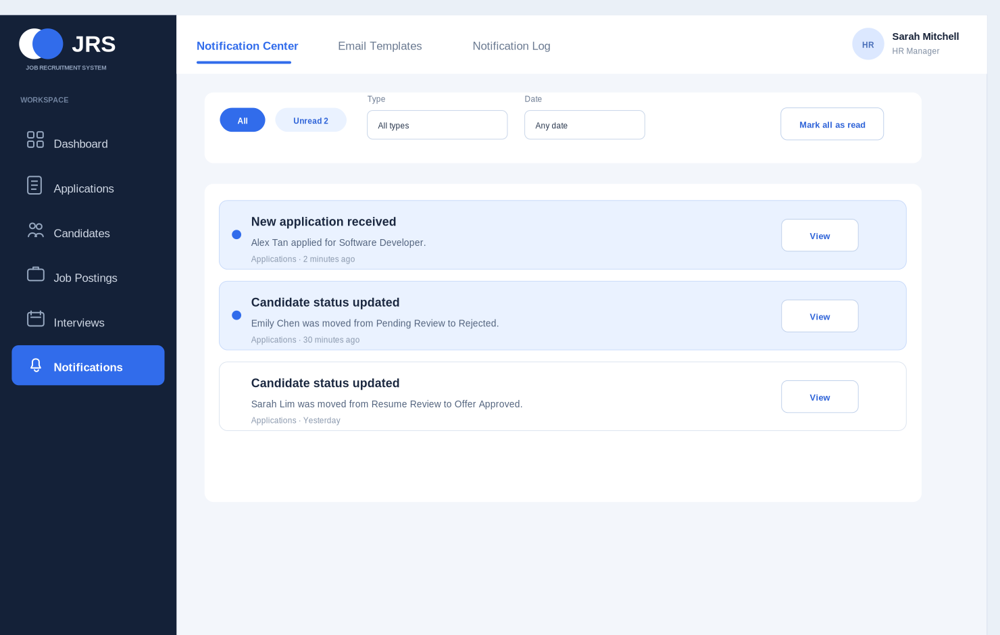 JRS
JOB RECRUITMENT SYSTEM
WORKSPACE
Dashboard
Applications
Candidates
Job Postings
Interviews
Notifications
Notification Center
Email Templates
Notification Log
HR
Sarah Mitchell
HR Manager
All
Unread 2
Type
All types
Date
Any date
Mark all as read
New application received
Alex Tan applied for Software Developer.
Applications · 2 minutes ago
View
Candidate status updated
Emily Chen was moved from Pending Review to Rejected.
Applications · 30 minutes ago
View
Candidate status updated
Sarah Lim was moved from Resume Review to Offer Approved.
Applications · Yesterday
View